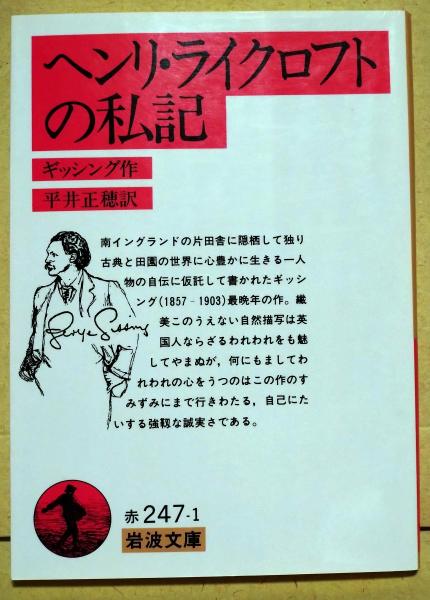 ヘンリ・ライクロフト
の私記
ギッシング作
平井正穂訳
南イングランドの片田舎に隠栖して独り
古典と田園の世界に心豊かに生きる一人
物の自伝に仮託して書かれたギッシ
ング(1857‐1903)最晩年の作。繊
美こうえない自然描写は英
国人ならざるわれわれをも魅
してやまぬが，何にもましてわ
れわれの心をうつのはこの作のす
みずみにまで行きわたる，自己にた
いする強靱な誠実さである。
George Gissing
赤247-1
岩波文庫